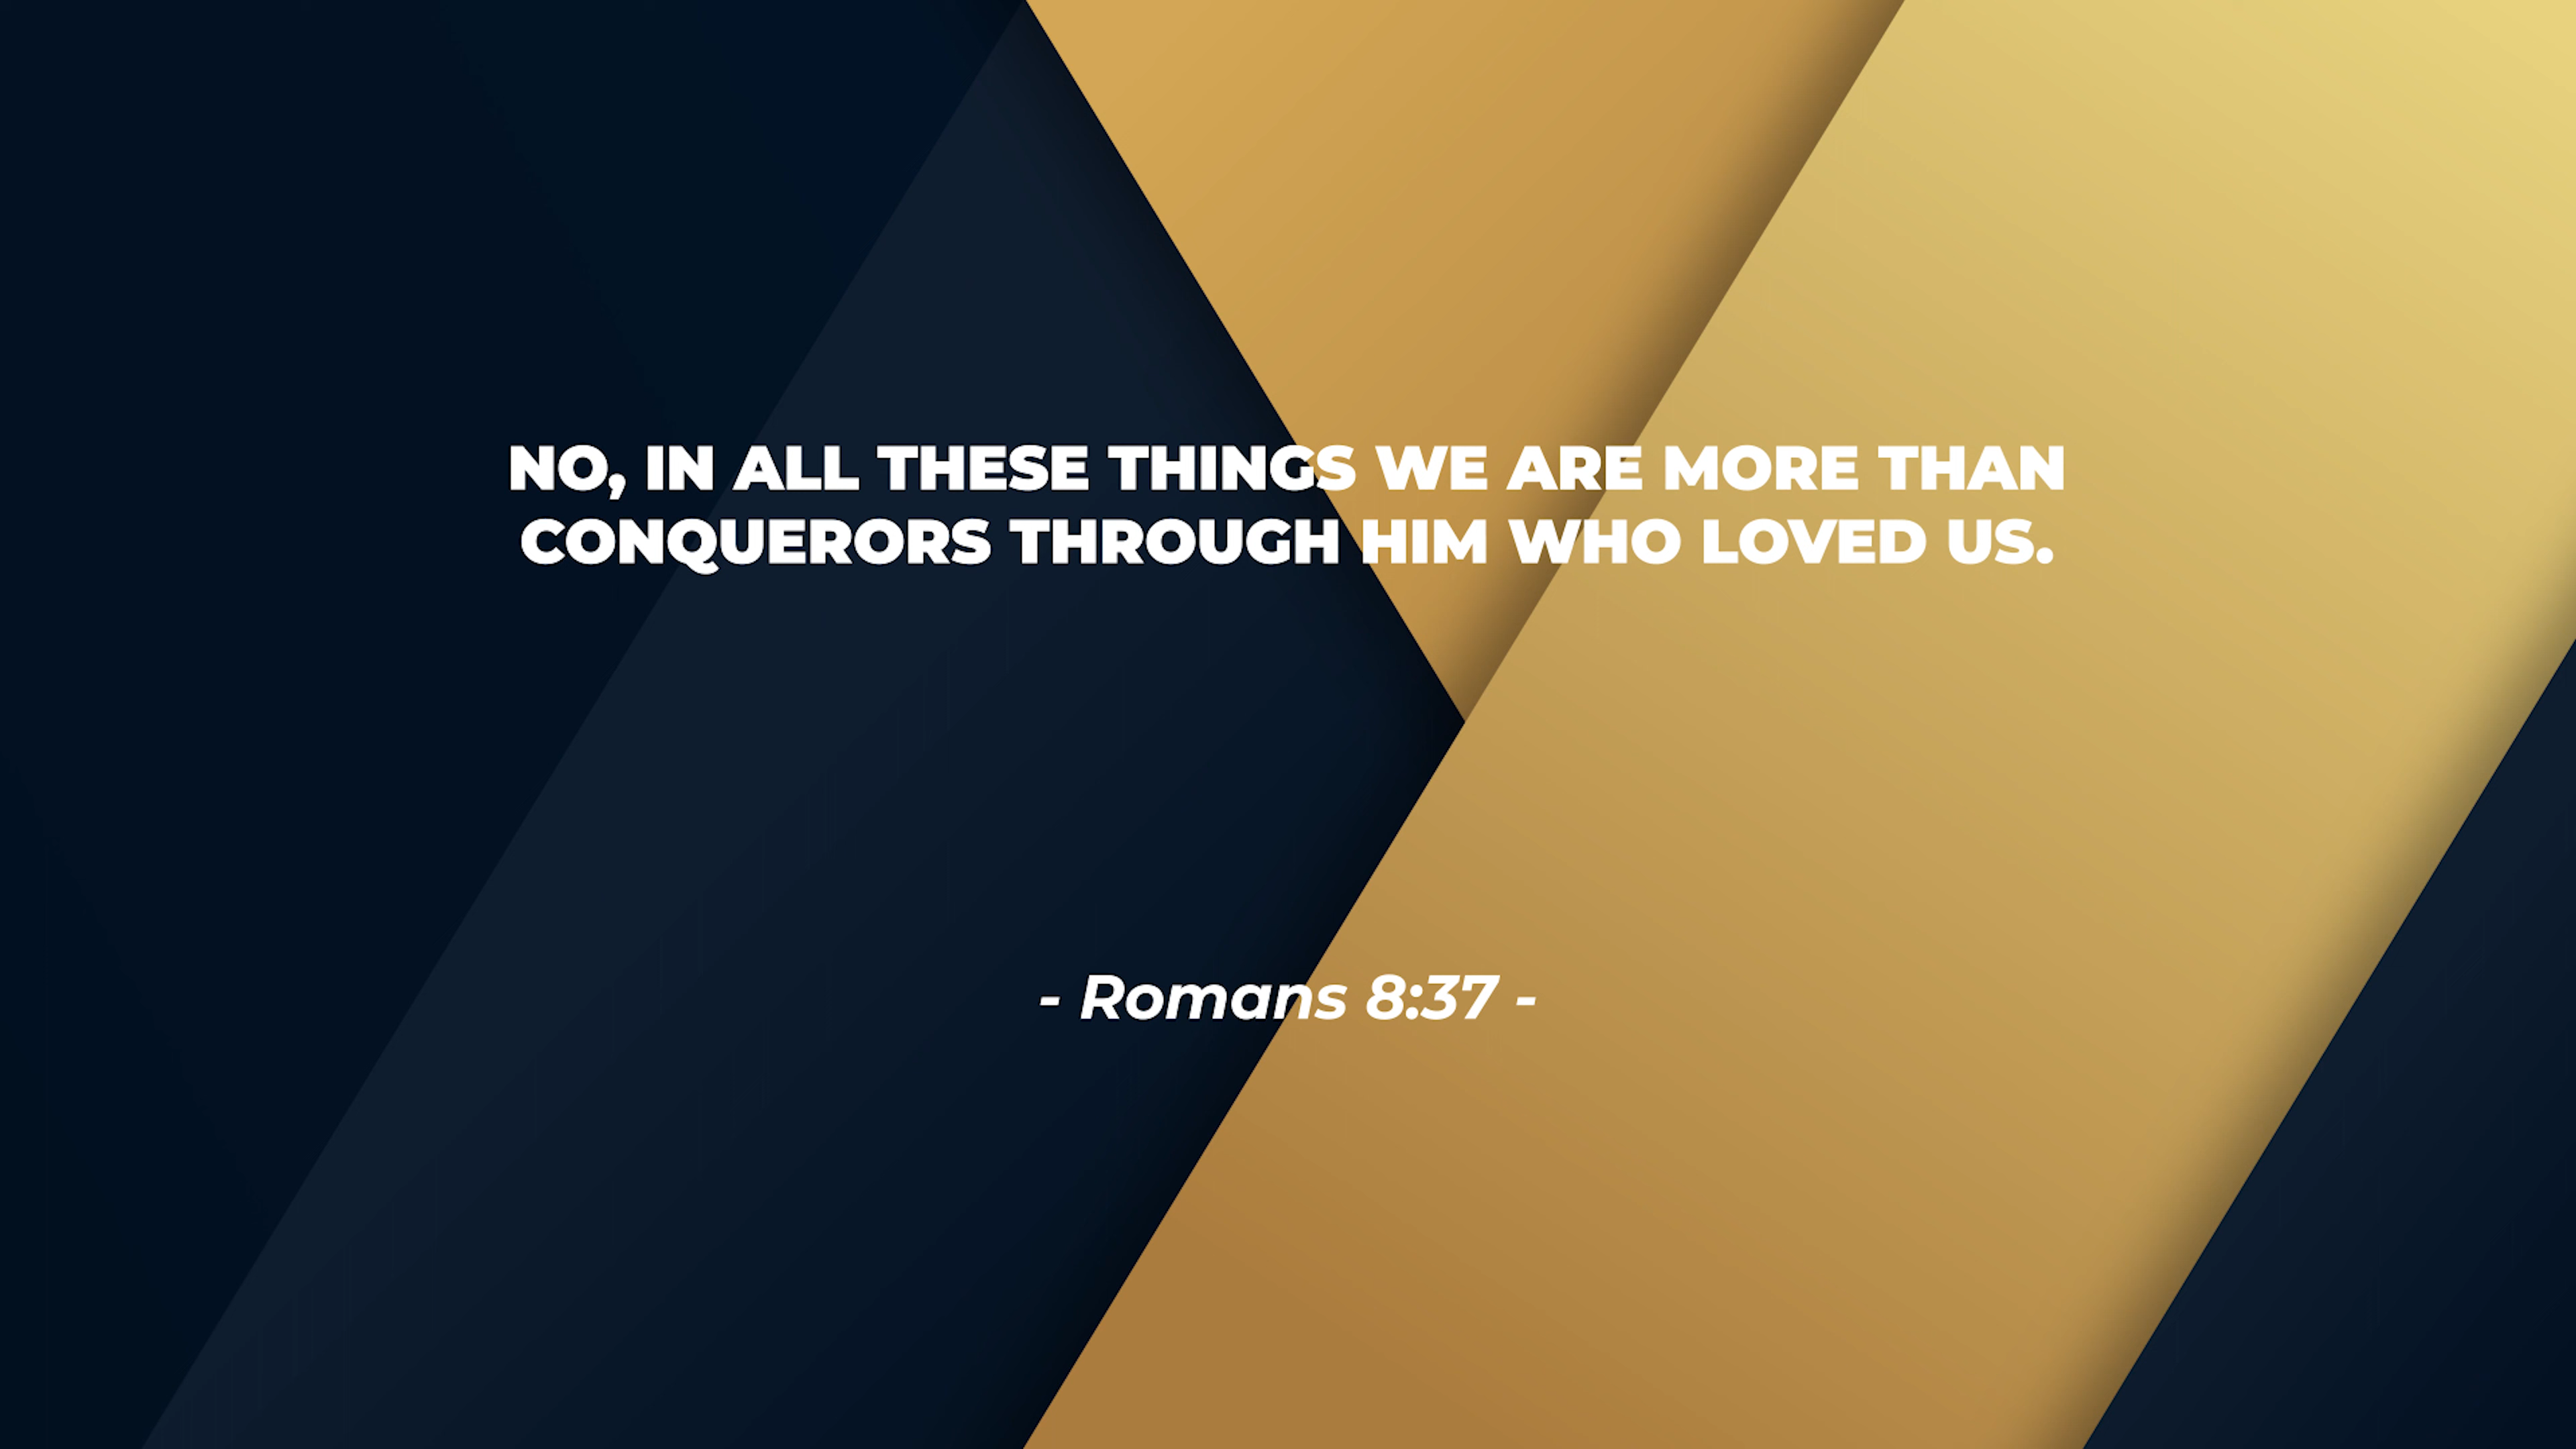 NO, IN ALL THESE THINGS WE ARE MORE THAN
CONQUERORS THROUGH HIM WHO LOVED US.
- Romans 8:37 -